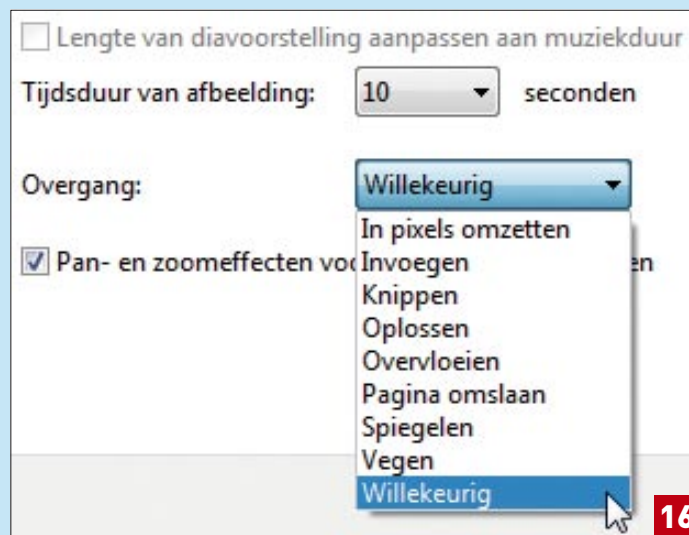 Lengte van diavoorstelling aanpassen aan muziekduur
Tijdsduur van afbeelding: 10 seconden
Overgang: Willekeurig
In pixels omzetten
Pan- en zoomeffecten voo en
Invoegen
Knippen
Oplossen
Overvloeien
Pagina omslaan
Spiegelen
Vegen
Willekeurig
16